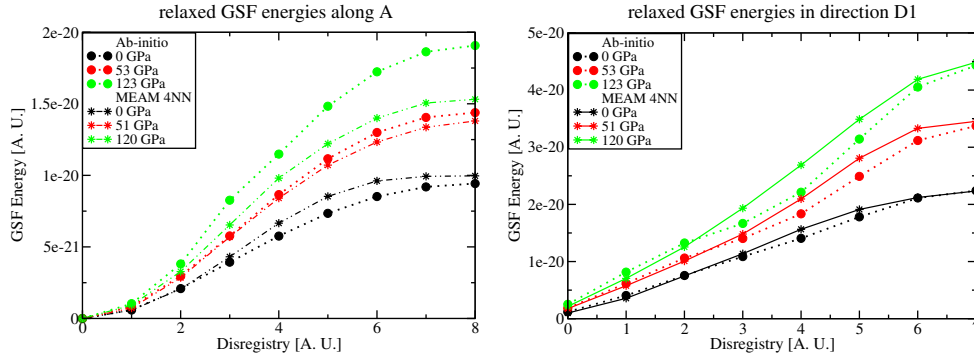 relaxed GSF energies along A
GSF Energy [A. U.]
2e-20
1.5e-20
1e-20
5e-21
0
0 2 4 6 8
Disregistry [A. U.]
Ab-initio
0 GPa
53 GPa
123 GPa
MEAM 4NN
0 GPa
51 GPa
120 GPa
relaxed GSF energies in direction D1
GSF Energy [A. U.]
5e-20
4e-20
3e-20
2e-20
1e-20
0
0 1 2 3 4 5 6 7
Disregistry [A. U.]
Ab-initio
0 GPa
53 GPa
123 GPa
MEAM 4NN
0 GPa
51 GPa
120 GPa